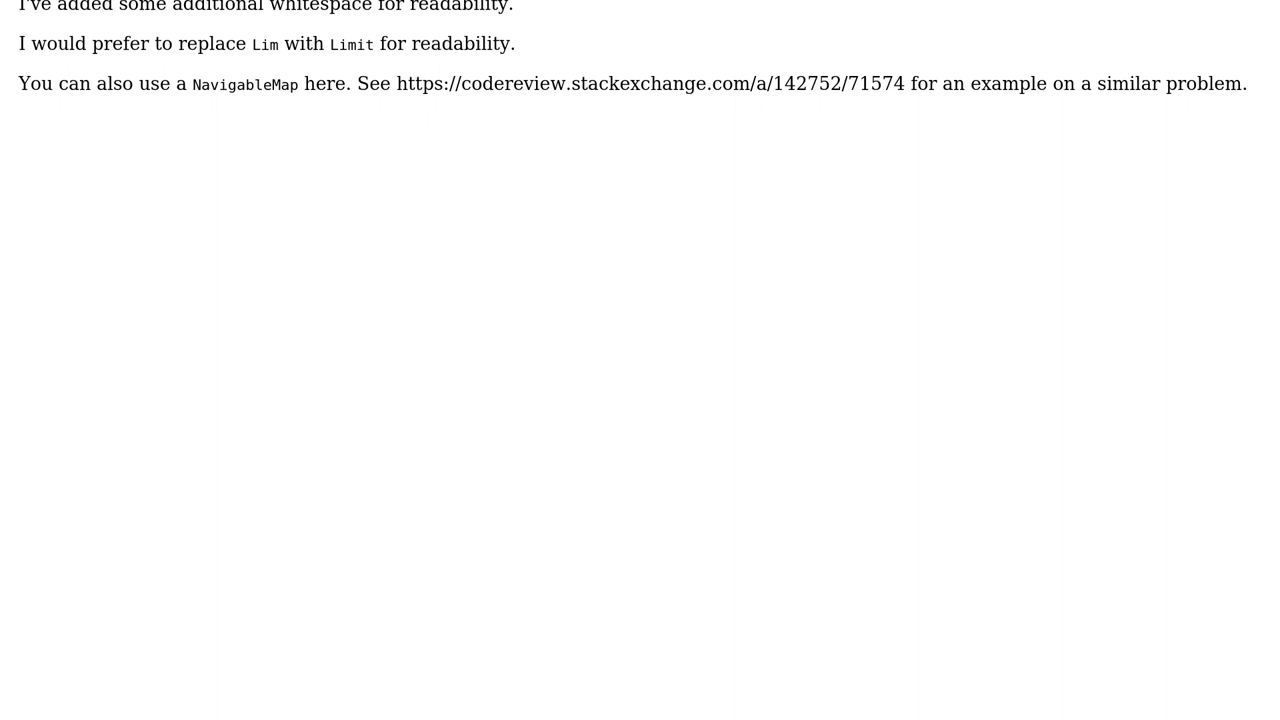 I've added some additional whitespace for readability.
I would prefer to replace Lim with Limit for readability.
You can also use a NavigableMap here. See https://codereview.stackexchange.com/a/142752/71574 for an example on a similar problem.